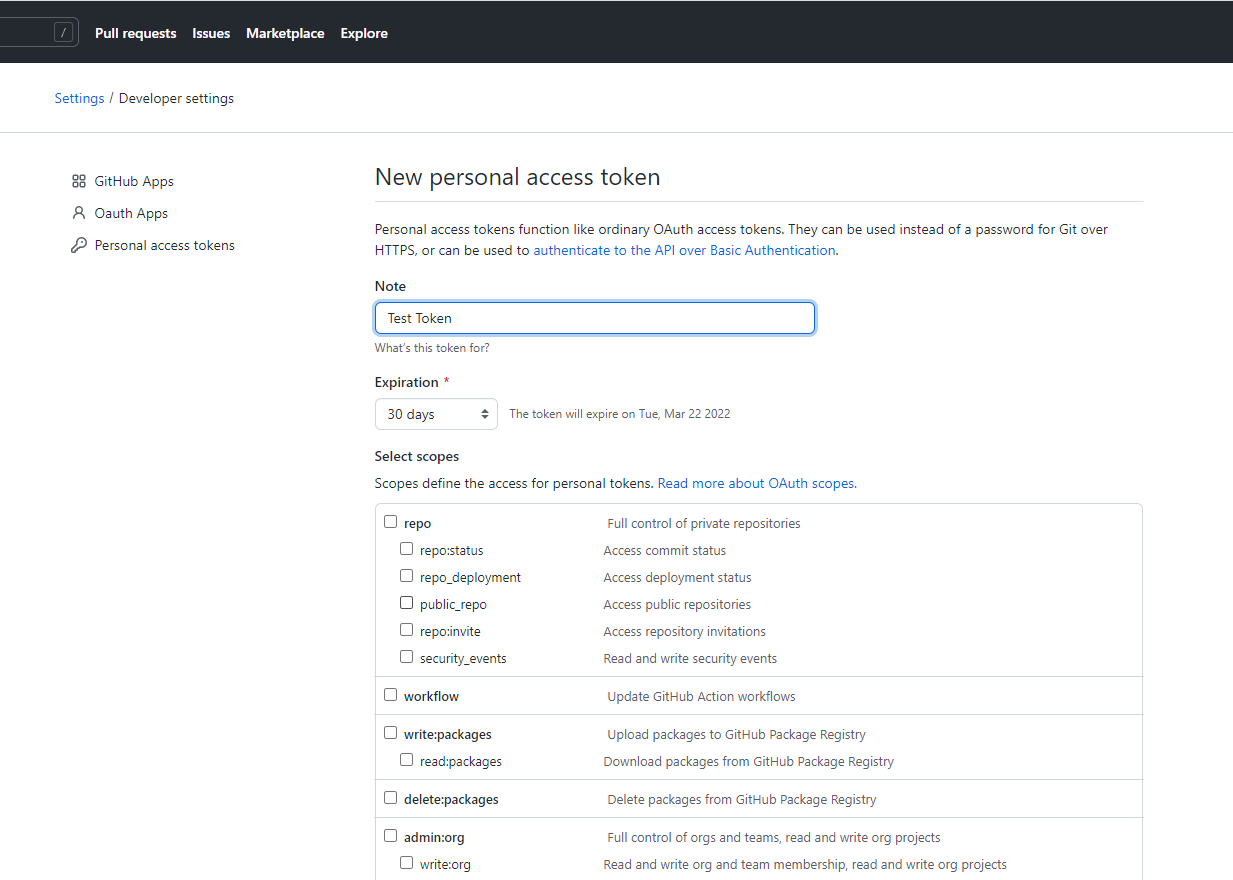 / Pull requests Issues Marketplace Explore
Settings / Developer settings
GitHub Apps
Oauth Apps
Personal access tokens
New personal access token
Personal access tokens function like ordinary OAuth access tokens. They can be used instead of a password for Git over
HTTPS, or can be used to authenticate to the API over Basic Authentication.
Note
Test Token
What's this token for?
Expiration *
30 days The token will expire on Tue, Mar 22 2022
Select scopes
Scopes define the access for personal tokens. Read more about OAuth scopes.
repo Full control of private repositories
repo:status Access commit status
repo_deployment Access deployment status
public_repo Access public repositories
repo:invite Access repository invitations
security_events Read and write security events
workflow Update GitHub Action workflows
write:packages Upload packages to GitHub Package Registry
read:packages Download packages from GitHub Package Registry
delete:packages Delete packages from GitHub Package Registry
admin:org Full control of orgs and teams, read and write org projects
write:org Read and write org and team membership, read and write org projects